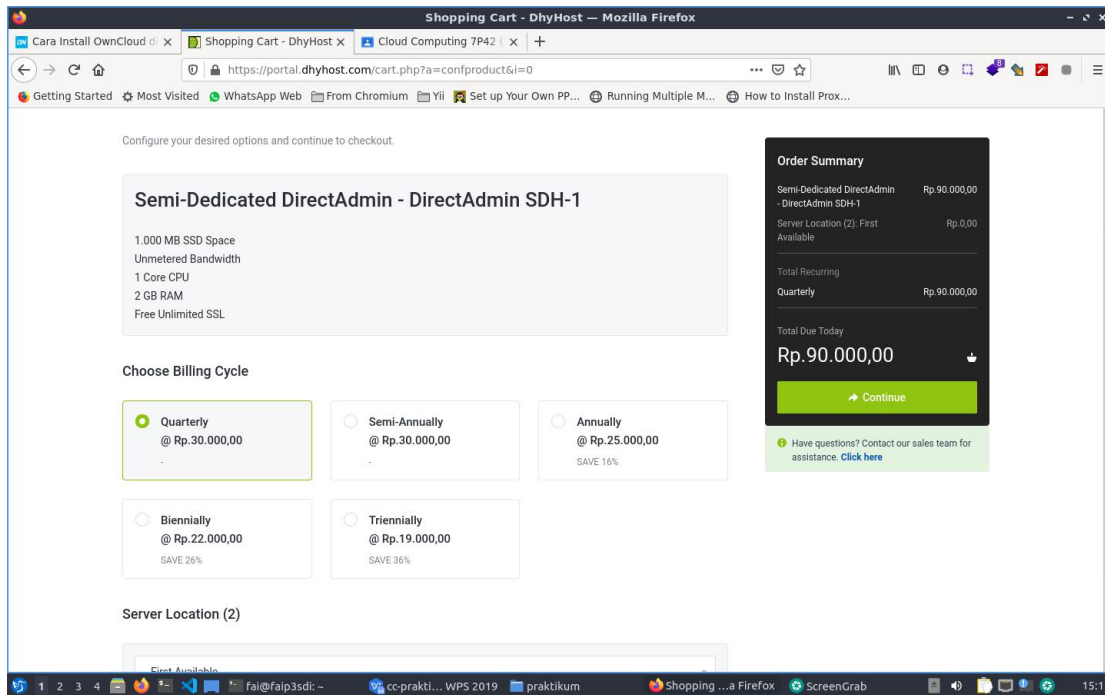 Shopping Cart - DhyHost — Mozilla Firefox
Cara Install OwnCloud di
Shopping Cart - DhyHost
Cloud Computing 7P42 (
https://portal.dhyhost.com/cart.php?a=confproduct&i=0
8
Getting Started Most Visited WhatsApp Web From Chromium Yii Set up Your Own PP... Running Multiple M... How to Install Prox...
Configure your desired options and continue to checkout.
Semi-Dedicated DirectAdmin - DirectAdmin SDH-1
1.000 MB SSD Space
Unmetered Bandwidth
1 Core CPU
2 GB RAM
Free Unlimited SSL
Choose Billing Cycle
Quarterly
@ Rp.30.000,00
-
Semi-Annually
@ Rp.30.000,00
-
Annually
@ Rp.25.000,00
SAVE 16%
Biennially
@ Rp.22.000,00
SAVE 26%
Triennially
@ Rp.19.000,00
SAVE 36%
Server Location (2)
First Available
Order Summary
Semi-Dedicated DirectAdmin Rp.90.000,00
- DirectAdmin SDH-1
Server Location (2): First Rp.0,00
Available
Total Recurring
Quarterly Rp.90.000,00
Total Due Today
Rp.90.000,00
Continue
Have questions? Contact our sales team for
assistance. Click here
1 2 3 4 fai@faip3sdi: ~ cc-prakti... WPS 2019 praktikum Shopping ...a Firefox ScreenGrab 15:1